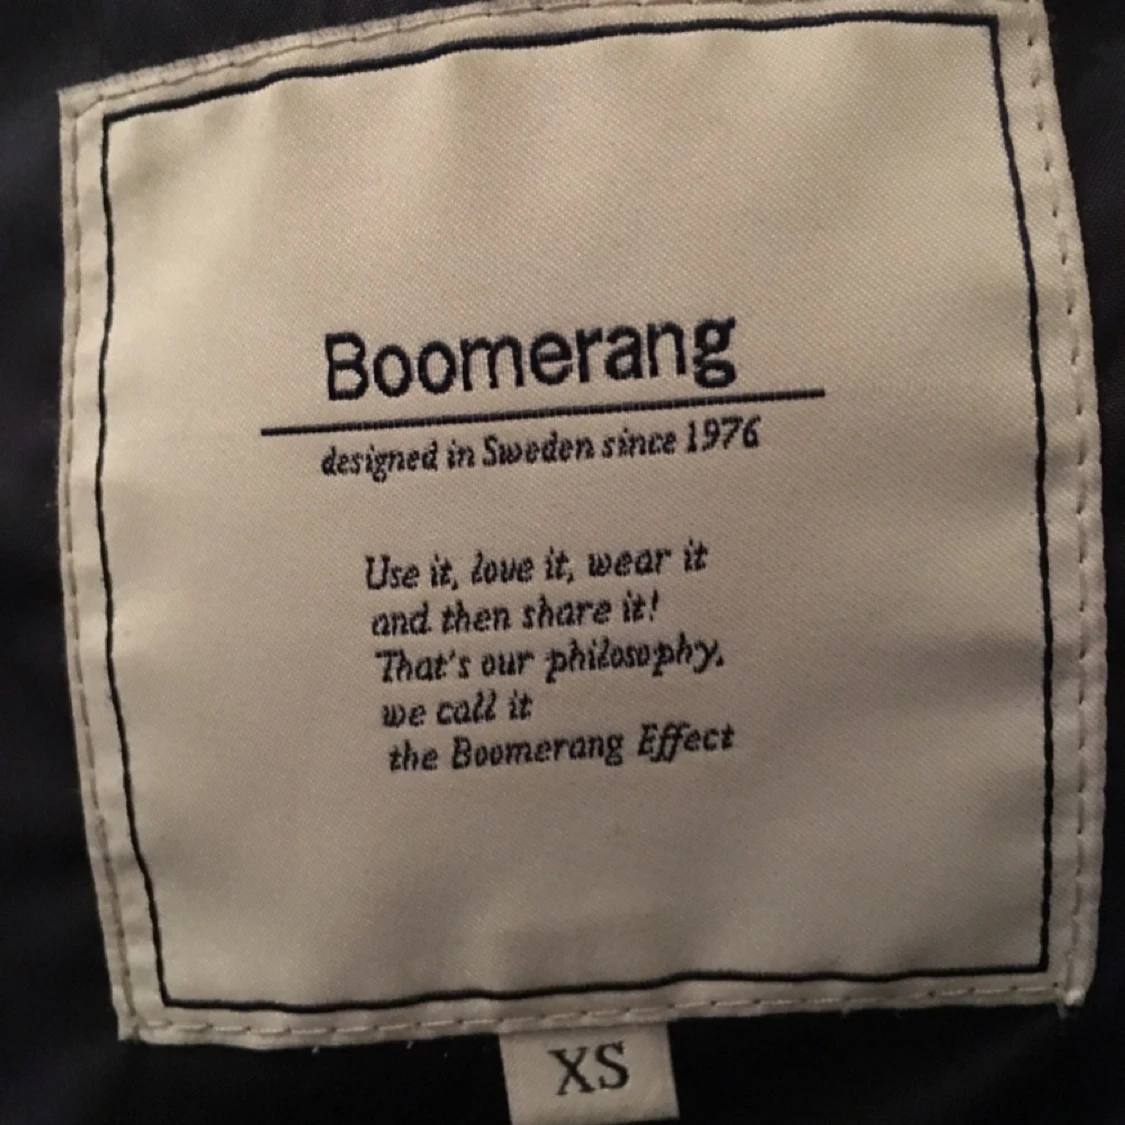 Boomerang
designed in Sweden since 1976
Use it, love it, wear it
and then share it!
That's our philosophy,
we call it
the Boomerang Effect
XS